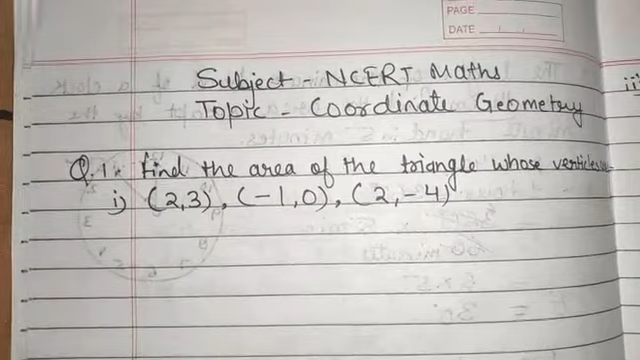 PAGE
DATE
Subject - NCERT Maths
Topic - Coordinate Geometry
Q.1. Find the area of the triangle whose vertices
i) (2,3), (-1,0), (2,-4)